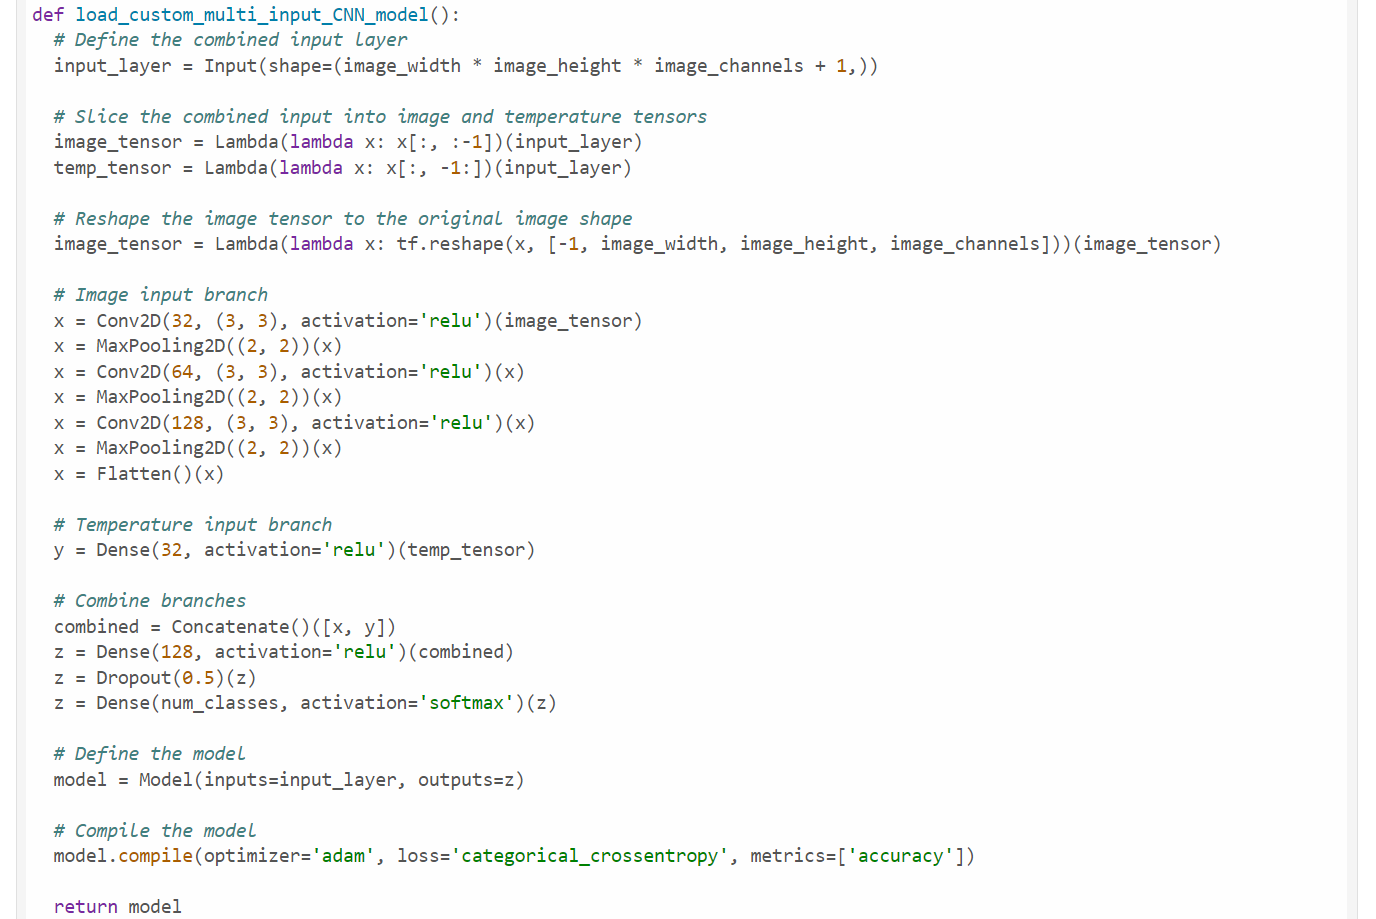 def load_custom_multi_input_CNN_model():
# Define the combined input layer
input_layer = Input(shape=(image_width * image_height * image_channels + 1,))
# Slice the combined input into image and temperature tensors
image_tensor = Lambda(lambda x: x[:, :-1])(input_layer)
temp_tensor = Lambda(lambda x: x[:, -1:])(input_layer)
# Reshape the image tensor to the original image shape
image_tensor = Lambda(lambda x: tf.reshape(x, [-1, image_width, image_height, image_channels]))(image_tensor)
# Image input branch
x = Conv2D(32, (3, 3), activation='relu')(image_tensor)
x = MaxPooling2D((2, 2))(x)
x = Conv2D(64, (3, 3), activation='relu')(x)
x = MaxPooling2D((2, 2))(x)
x = Conv2D(128, (3, 3), activation='relu')(x)
x = MaxPooling2D((2, 2))(x)
x = Flatten()(x)
# Temperature input branch
y = Dense(32, activation='relu')(temp_tensor)
# Combine branches
combined = Concatenate()([x, y])
z = Dense(128, activation='relu')(combined)
z = Dropout(0.5)(z)
z = Dense(num_classes, activation='softmax')(z)
# Define the model
model = Model(inputs=input_layer, outputs=z)
# Compile the model
model.compile(optimizer='adam', loss='categorical_crossentropy', metrics=['accuracy'])
return model